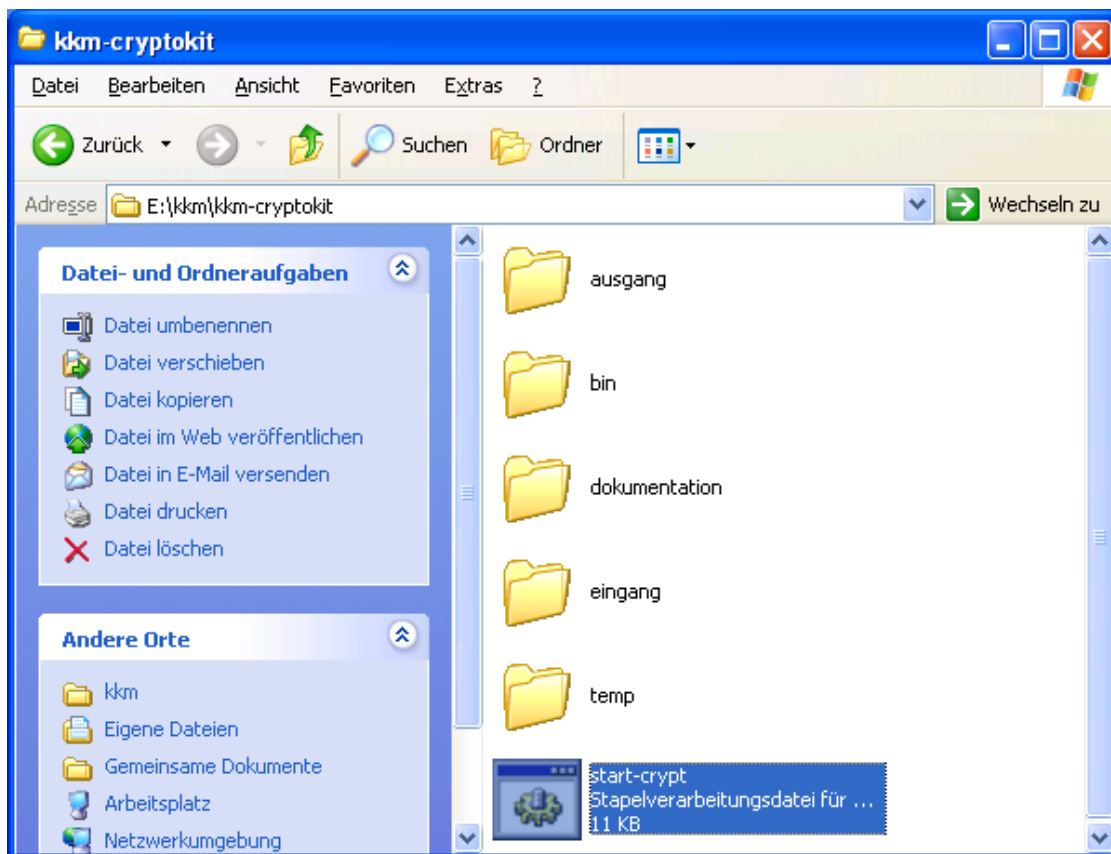 kkm-cryptokit
Datei Bearbeiten Ansicht Favoriten Extras ?
Zurück Suchen Ordner
Adresse E:\kkm\kkm-cryptokit Wechseln zu
Datei- und Ordneraufgaben
Datei umbenennen
Datei verschieben
Datei kopieren
Datei im Web veröffentlichen
Datei in E-Mail versenden
Datei drucken
Datei löschen
Andere Orte
kkm
Eigene Dateien
Gemeinsame Dokumente
Arbeitsplatz
Netzwerkumgebung
ausgang
bin
dokumentation
eingang
temp
start-crypt
Stapelverarbeitungsdatei für ...
11 KB